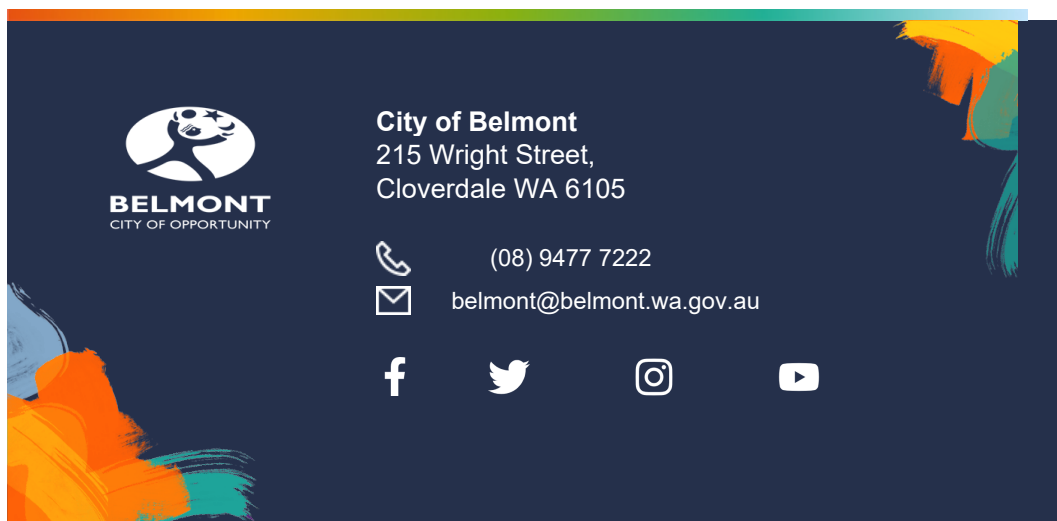 BELMONT
CITY OF OPPORTUNITY
City of Belmont
215 Wright Street,
Cloverdale WA 6105
(08) 9477 7222
belmont@belmont.wa.gov.au